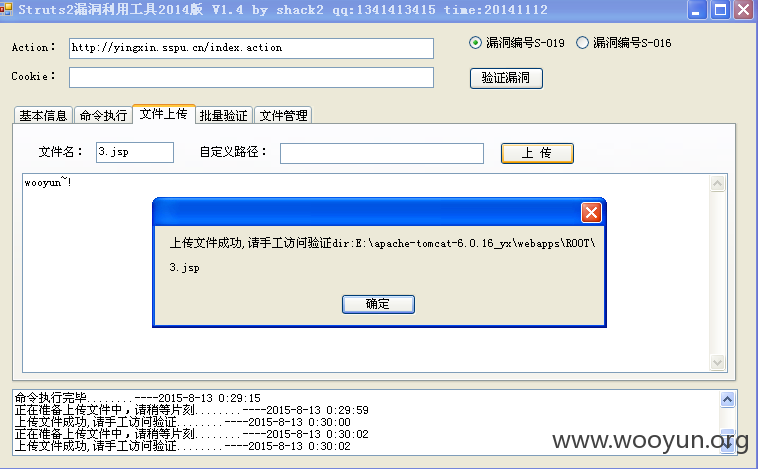 Struts2漏洞利用工具2014版 V1.4 by shack2 qq:1341413415 time:20141112
Action: http://yingxin.sspu.cn/index.action 漏洞编号S-019 漏洞编号S-016
Cookie: 验证漏洞
基本信息 命令执行 文件上传 批量验证 文件管理
文件名: 3.jsp 自定义路径: 上 传
wooyun~!
上传文件成功,请手工访问验证dir:E:\apache-tomcat-6.0.16_yx\webapps\ROOT\
3.jsp
确定
命令执行完毕........----2015-8-13 0:29:15
正在准备上传文件中，请稍等片刻........----2015-8-13 0:29:59
上传文件成功,请手工访问验证........----2015-8-13 0:30:00
正在准备上传文件中，请稍等片刻........----2015-8-13 0:30:02
上传文件成功,请手工访问验证........----2015-8-13 0:30:02
www.wooyun.org